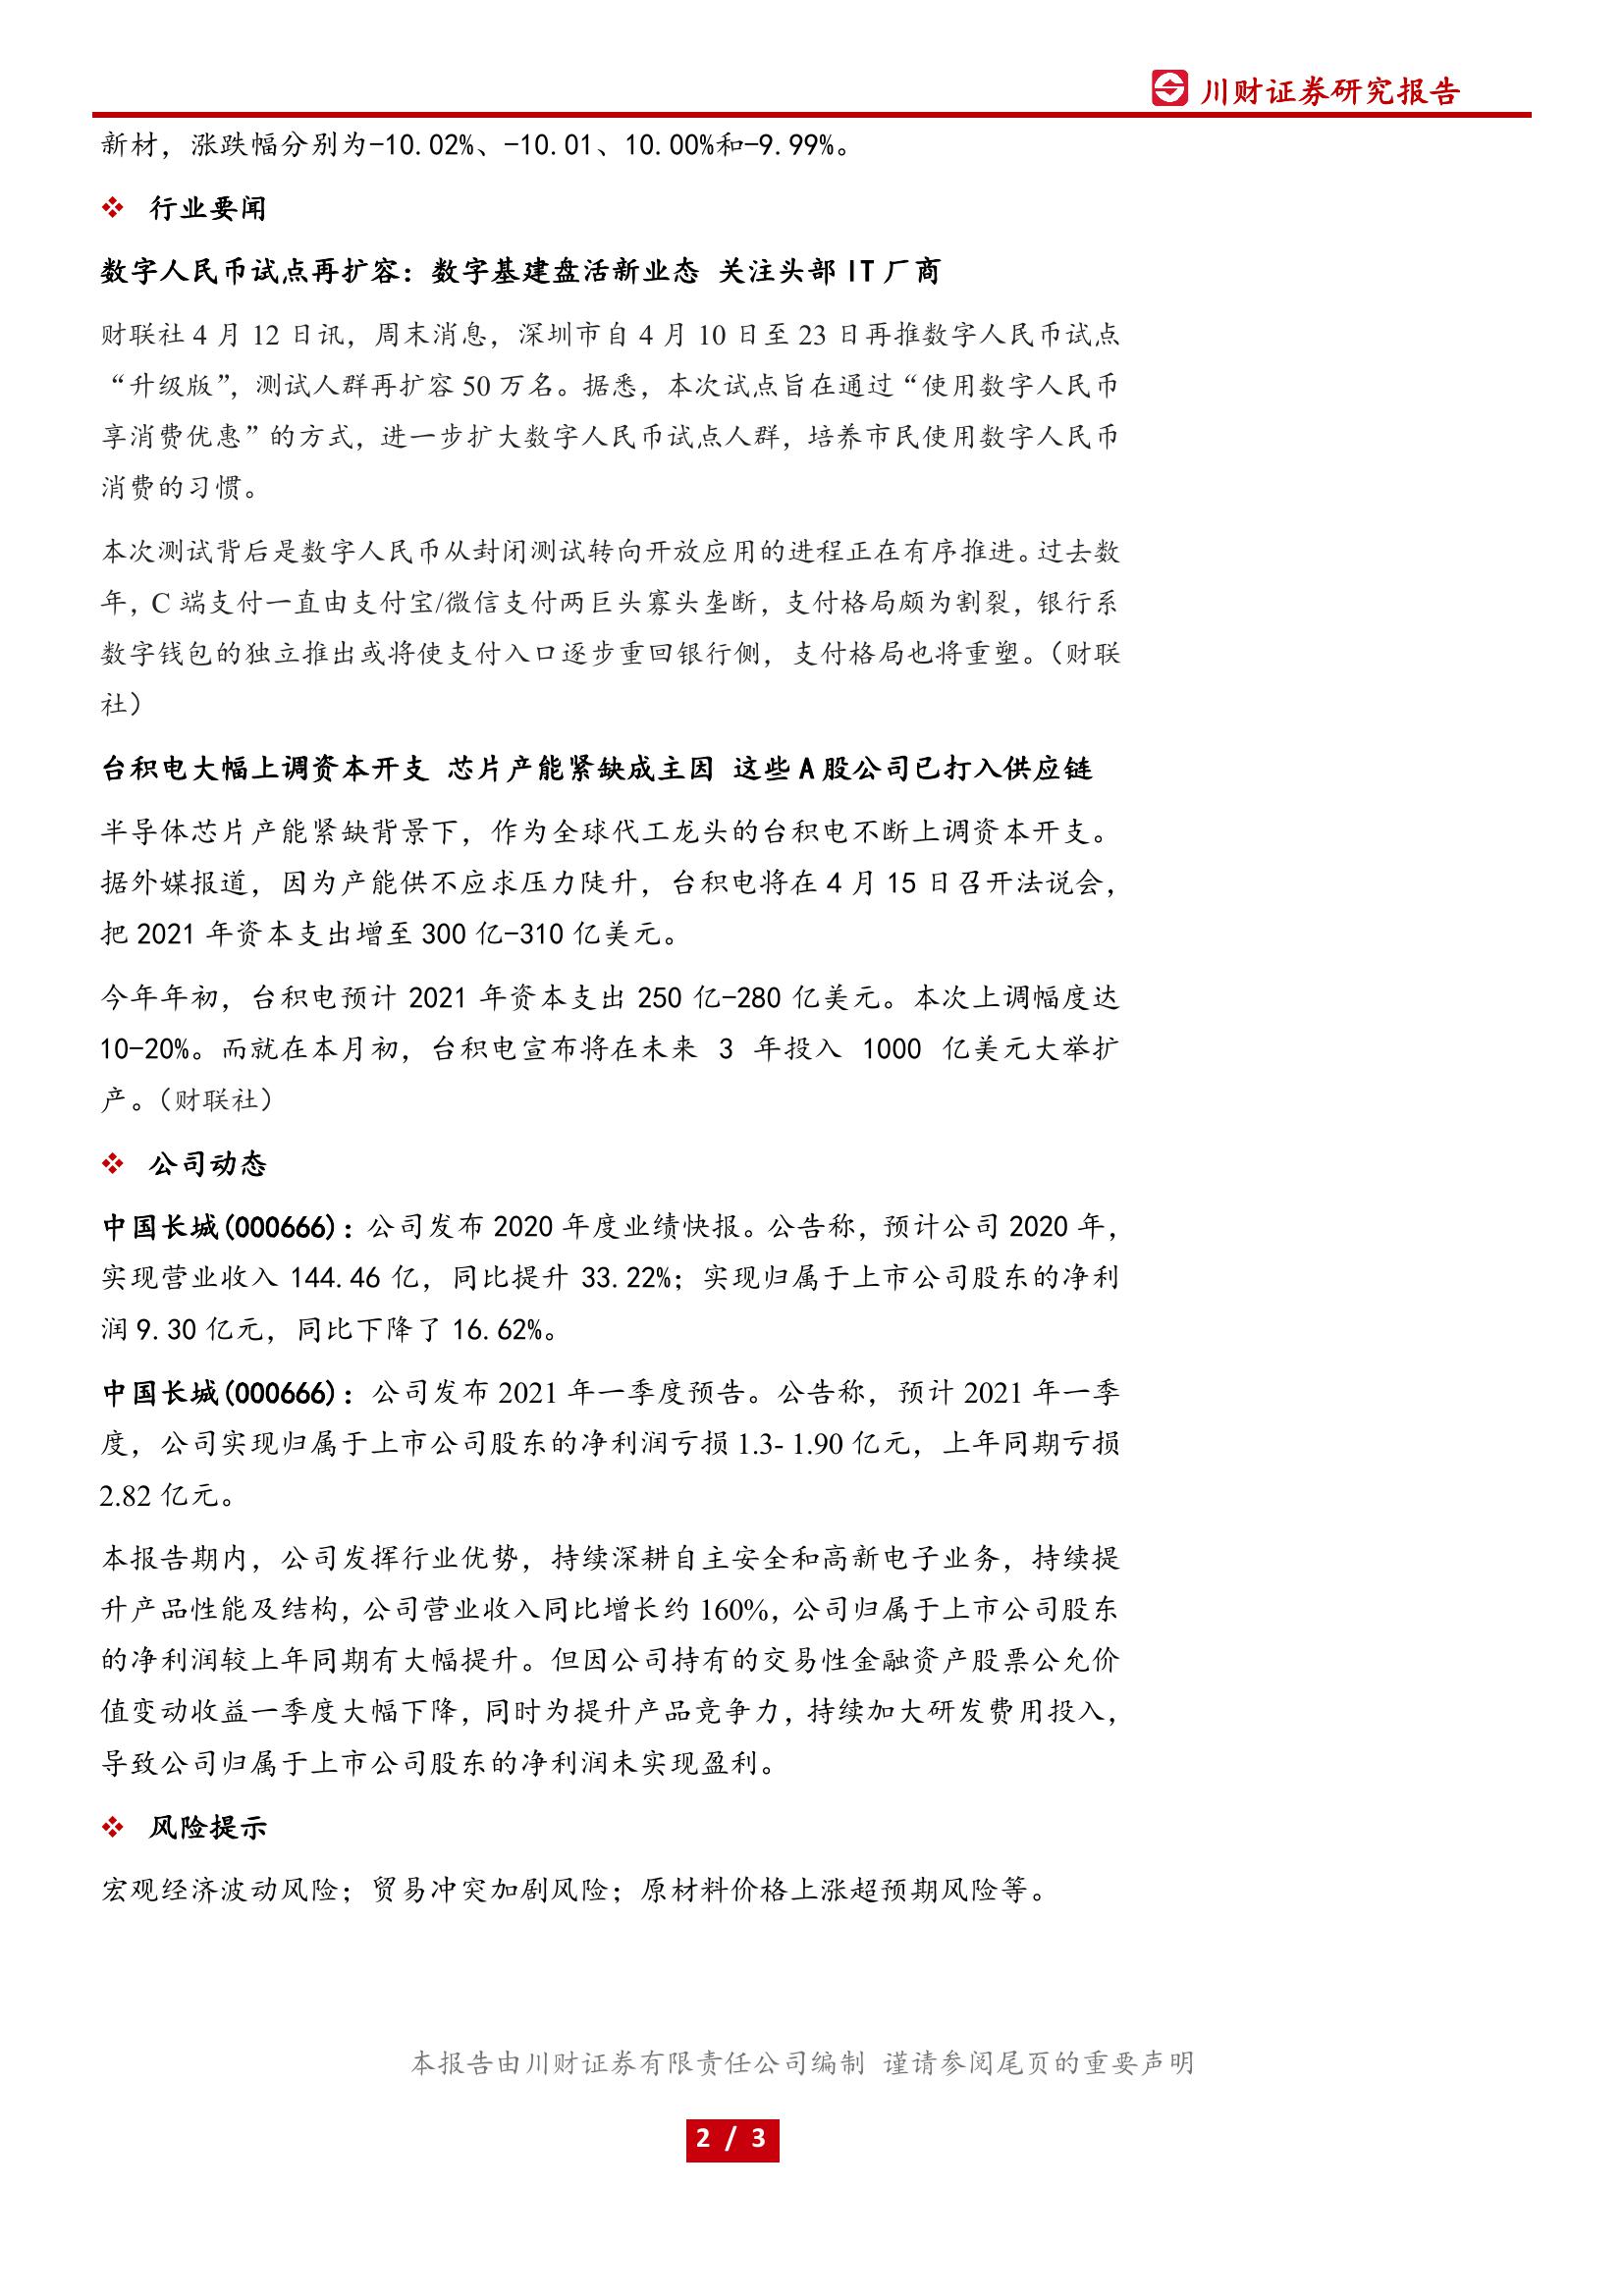 川财证券研究报告
新材，涨跌幅分别为-10.02%、-10.01、10.00%和-9.99%。
❖ 行业要闻
数字人民币试点再扩容：数字基建盘活新业态 关注头部 IT 厂商
财联社 4 月 12 日讯，周末消息，深圳市自 4 月 10 日至 23 日再推数字人民币试点
“升级版”，测试人群再扩容 50 万名。据悉，本次试点旨在通过“使用数字人民币
享消费优惠”的方式，进一步扩大数字人民币试点人群，培养市民使用数字人民币
消费的习惯。
本次测试背后是数字人民币从封闭测试转向开放应用的进程正在有序推进。过去数
年，C 端支付一直由支付宝/微信支付两巨头寡头垄断，支付格局颇为割裂，银行系
数字钱包的独立推出或将使支付入口逐步重回银行侧，支付格局也将重塑。（财联
社）
台积电大幅上调资本开支 芯片产能紧缺成主因 这些 A 股公司已打入供应链
半导体芯片产能紧缺背景下，作为全球代工龙头的台积电不断上调资本开支。
据外媒报道，因为产能供不应求压力陡升，台积电将在 4 月 15 日召开法说会，
把 2021 年资本支出增至 300 亿-310 亿美元。
今年年初，台积电预计 2021 年资本支出 250 亿-280 亿美元。本次上调幅度达
10-20%。而就在本月初，台积电宣布将在未来 3 年投入 1000 亿美元大举扩
产。（财联社）
❖ 公司动态
中国长城(000666)：公司发布 2020 年度业绩快报。公告称，预计公司 2020 年，
实现营业收入 144.46 亿，同比提升 33.22%；实现归属于上市公司股东的净利
润 9.30 亿元，同比下降了 16.62%。
中国长城(000666)：公司发布 2021 年一季度预告。公告称，预计 2021 年一季
度，公司实现归属于上市公司股东的净利润亏损 1.3- 1.90 亿元，上年同期亏损
2.82 亿元。
本报告期内，公司发挥行业优势，持续深耕自主安全和高新电子业务，持续提
升产品性能及结构，公司营业收入同比增长约 160%，公司归属于上市公司股东
的净利润较上年同期有大幅提升。但因公司持有的交易性金融资产股票公允价
值变动收益一季度大幅下降，同时为提升产品竞争力，持续加大研发费用投入，
导致公司归属于上市公司股东的净利润未实现盈利。
❖ 风险提示
宏观经济波动风险；贸易冲突加剧风险；原材料价格上涨超预期风险等。
本报告由川财证券有限责任公司编制 谨请参阅尾页的重要声明
2 / 3